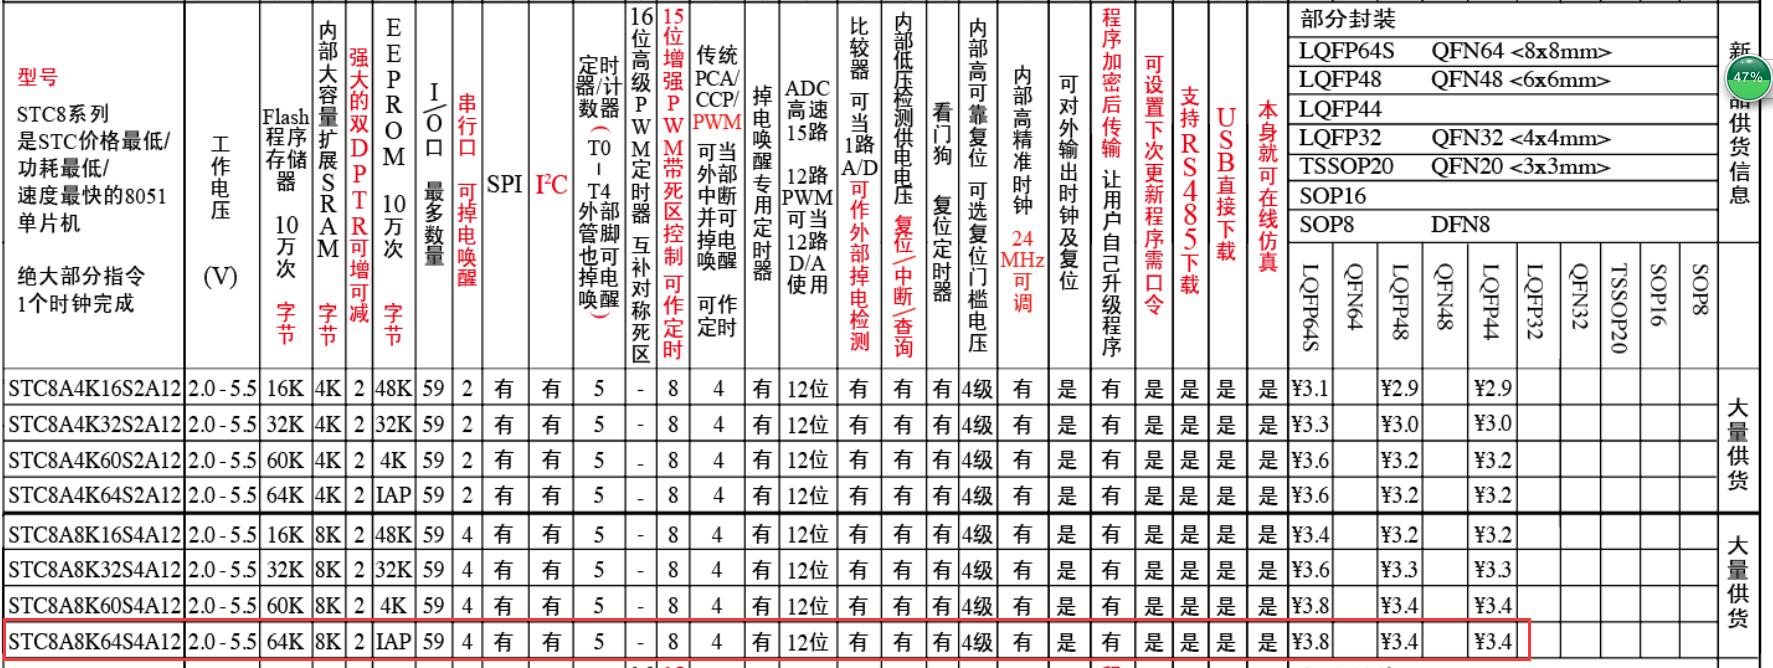 型号
STC8系列
是STC价格最低/
功耗最低/
速度最快的8051
单片机
绝大部分指令
1个时钟完成
工作电压
(V)
Flash
程序存储器 10万次 字节
内部大容量扩展SRAM 字节
强大的双DPTR可增可减
EEPROM 10万次 字节
I/O口 最多数量
串行口 可掉电唤醒
SPI
I²C
定时器/计数器(T0-T4外部管脚也可掉电唤醒)
16位高级PWM定时器 互补对称死区
15位增强PWM带死区控制 可作定时
传统
PCA/
CCP/
PWM
可当外部中断并可掉电唤醒
可作定时
掉电唤醒专用定时器
ADC
高速
15路
12路
PWM
可当
12路
D/A
使用
比较器 可当1路A/D 可作外部掉电检测
内部低压检测供电电压 复位/中断/查询
看门狗 复位定时器
内部高可靠复位 可选复位门槛电压
内部高精准时钟 24MHz可调
可对外输出时钟及复位
程序加密后传输 让用户自己升级程序
可设置下次更新程序需口令
支持RS485下载
USB直接下载
本身就可在线仿真
部分封装
LQFP64S QFN64 <8x8mm>
LQFP48 QFN48 <6x6mm>
LQFP44
LQFP32 QFN32 <4x4mm>
TSSOP20 QFN20 <3x3mm>
SOP16
SOP8 DFN8
LQFP64S QFN64 LQFP48 QFN48 LQFP44 LQFP32 QFN32 TSSOP20 SOP16 SOP8
新 品供货信息
47%
STC8A4K16S2A12 2.0 - 5.5 16K 4K 2 48K 59 2 有 有 5 - 8 4 有 12位 有 有 有 4级 有 是 有 是 是 是 是 ¥3.1 ¥2.9 ¥2.9
STC8A4K32S2A12 2.0 - 5.5 32K 4K 2 32K 59 2 有 有 5 - 8 4 有 12位 有 有 有 4级 有 是 有 是 是 是 是 ¥3.3 ¥3.0 ¥3.0
STC8A4K60S2A12 2.0 - 5.5 60K 4K 2 4K 59 2 有 有 5 - 8 4 有 12位 有 有 有 4级 有 是 有 是 是 是 是 ¥3.6 ¥3.2 ¥3.2
STC8A4K64S2A12 2.0 - 5.5 64K 4K 2 IAP 59 2 有 有 5 - 8 4 有 12位 有 有 有 4级 有 是 有 是 是 是 是 ¥3.6 ¥3.2 ¥3.2
大量供货
STC8A8K16S4A12 2.0 - 5.5 16K 8K 2 48K 59 4 有 有 5 - 8 4 有 12位 有 有 有 4级 有 是 有 是 是 是 是 ¥3.4 ¥3.2 ¥3.2
STC8A8K32S4A12 2.0 - 5.5 32K 8K 2 32K 59 4 有 有 5 - 8 4 有 12位 有 有 有 4级 有 是 有 是 是 是 是 ¥3.6 ¥3.3 ¥3.3
STC8A8K60S4A12 2.0 - 5.5 60K 8K 2 4K 59 4 有 有 5 - 8 4 有 12位 有 有 有 4级 有 是 有 是 是 是 是 ¥3.8 ¥3.4 ¥3.4
STC8A8K64S4A12 2.0 - 5.5 64K 8K 2 IAP 59 4 有 有 5 - 8 4 有 12位 有 有 有 4级 有 是 有 是 是 是 是 ¥3.8 ¥3.4 ¥3.4
大量供货